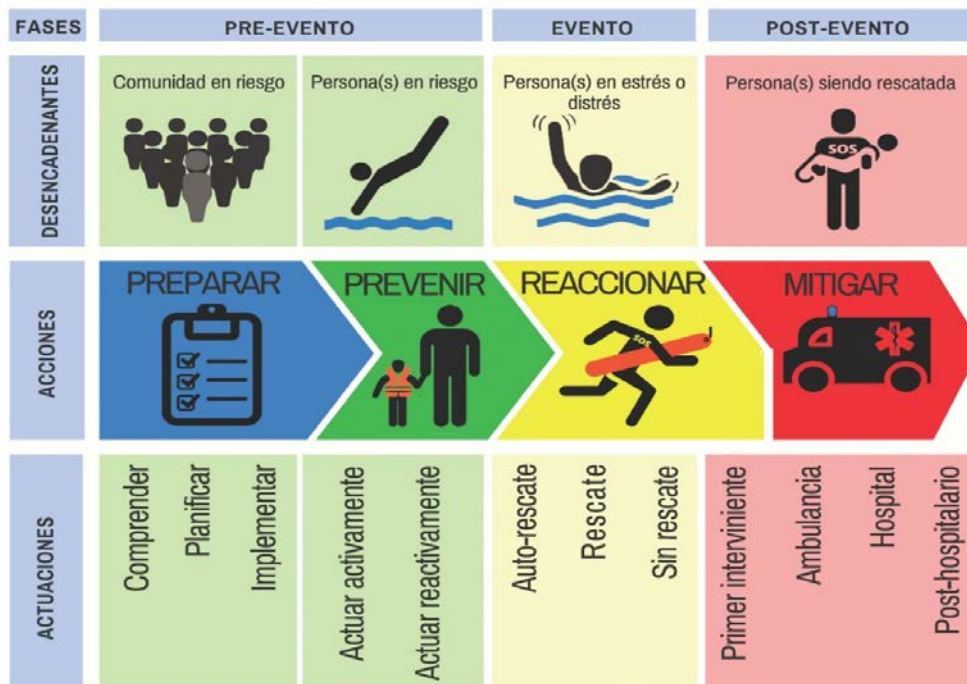 FASES
PRE-EVENTO
EVENTO
POST-EVENTO
DESENCADENANTES
Comunidad en riesgo
Persona(s) en riesgo
Persona(s) en estrés o
distrés
Persona(s) siendo rescatada
SOS
ACCIONES
PREPARAR
PREVENIR
REACCIONAR
SOS
MITIGAR
ACTUACIONES
Comprender
Planificar
Implementar
Actuar activamente
Actuar reactivamente
Auto-rescate
Rescate
Sin rescate
Primer interviniente
Ambulancia
Hospital
Post-hospitalario